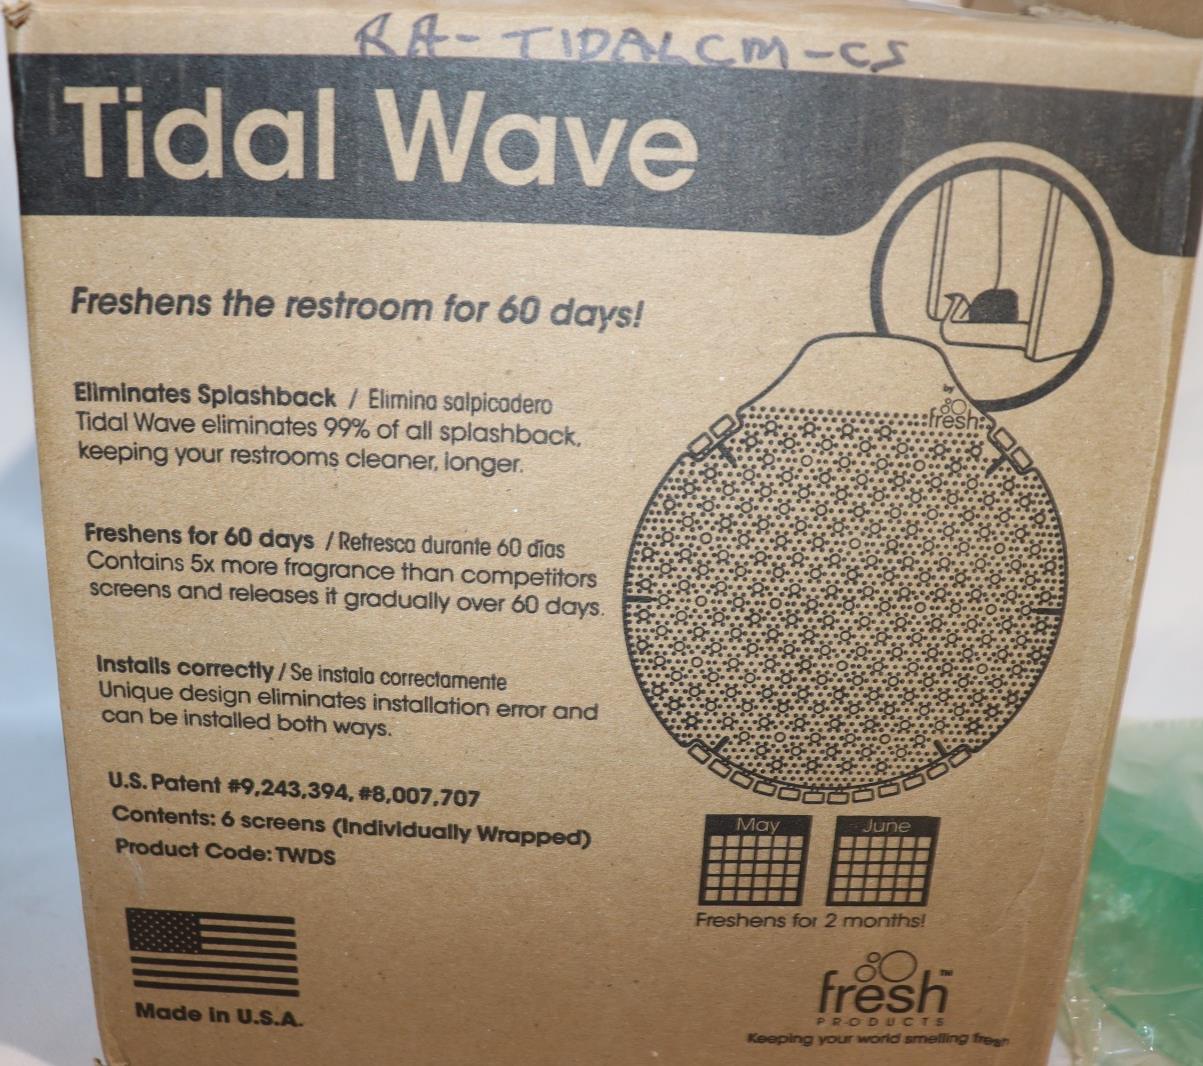 RA-TIDALCM-CS
Tidal Wave
Freshens the restroom for 60 days!
Eliminates Splashback / Elimina salpicadero
Tidal Wave eliminates 99% of all splashback,
keeping your restrooms cleaner, longer.
by
fresh
Freshens for 60 days / Refresca durante 60 días
Contains 5x more fragrance than competitors
screens and releases it gradually over 60 days.
Installs correctly / Se instala correctamente
Unique design eliminates installation error and
can be installed both ways.
U.S. Patent #9,243,394, #8,007,707
Contents: 6 screens (Individually Wrapped)
Product Code: TWDS
May June
Freshens for 2 months!
Made in U.S.A.
fresh™
PRODUCTS
Keeping your world smelling fresh